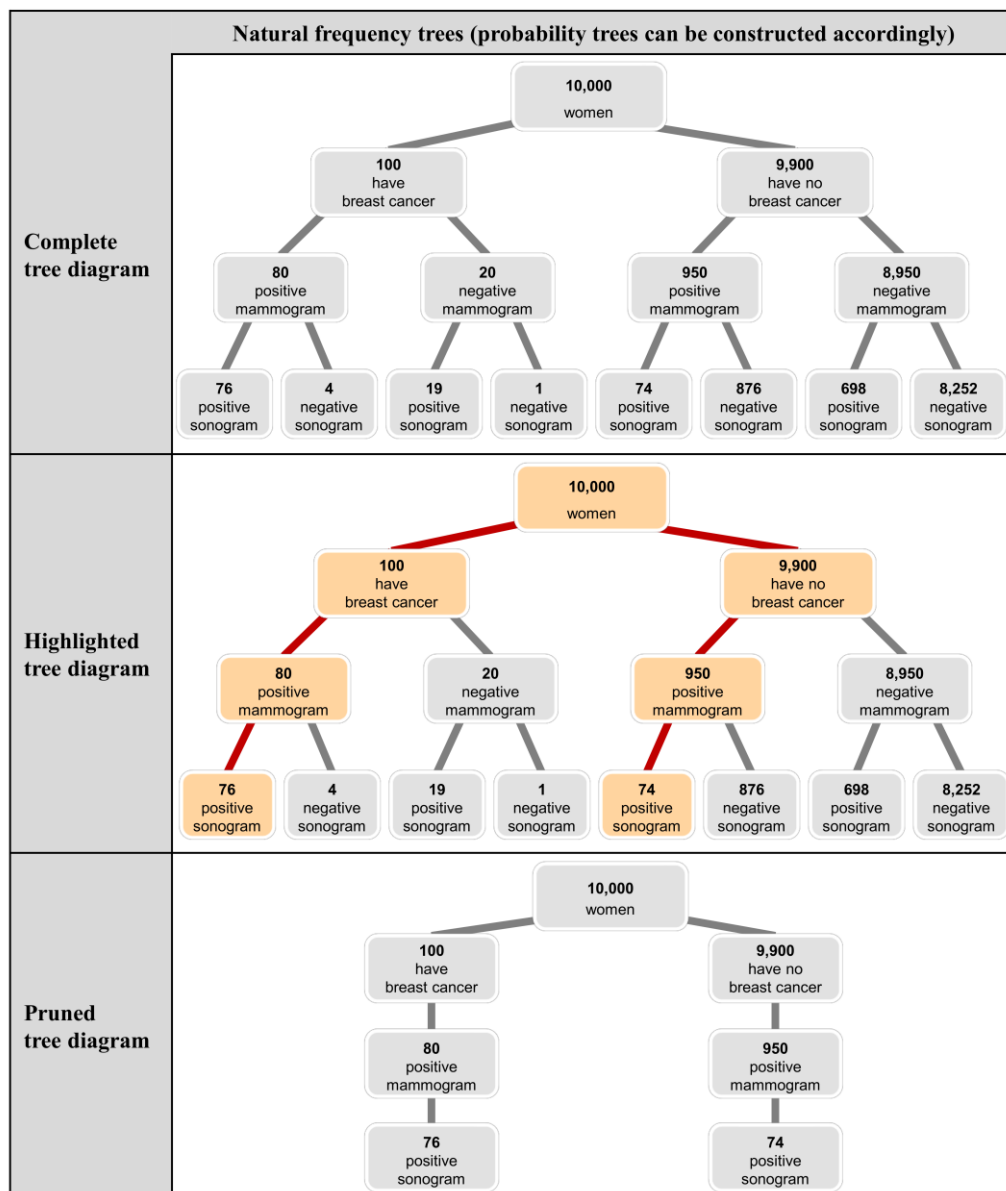 Natural frequency trees (probability trees can be constructed accordingly)
Complete
tree diagram
10,000
women
100
have
breast cancer
9,900
have no
breast cancer
80
positive
mammogram
20
negative
mammogram
950
positive
mammogram
8,950
negative
mammogram
76
positive
sonogram
4
negative
sonogram
19
positive
sonogram
1
negative
sonogram
74
positive
sonogram
876
negative
sonogram
698
positive
sonogram
8,252
negative
sonogram
Highlighted
tree diagram
10,000
women
100
have
breast cancer
9,900
have no
breast cancer
80
positive
mammogram
20
negative
mammogram
950
positive
mammogram
8,950
negative
mammogram
76
positive
sonogram
4
negative
sonogram
19
positive
sonogram
1
negative
sonogram
74
positive
sonogram
876
negative
sonogram
698
positive
sonogram
8,252
negative
sonogram
Pruned
tree diagram
10,000
women
100
have
breast cancer
9,900
have no
breast cancer
80
positive
mammogram
950
positive
mammogram
76
positive
sonogram
74
positive
sonogram